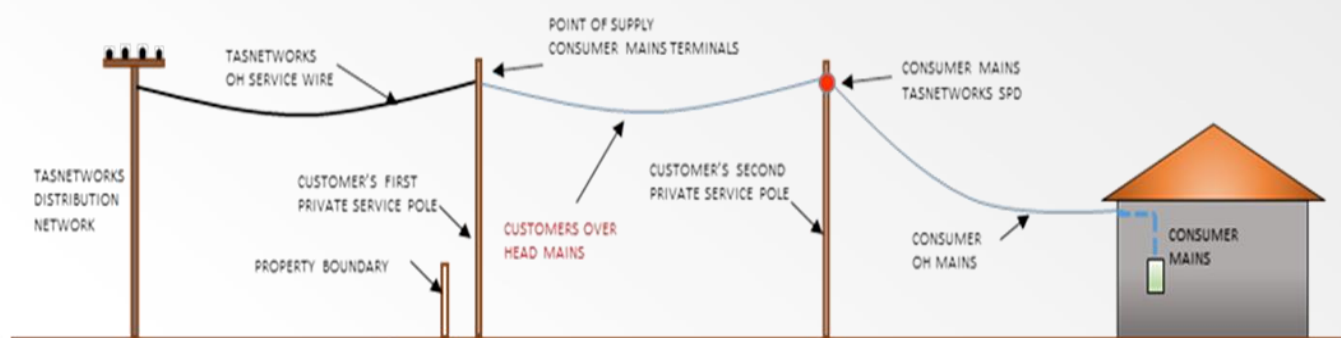 POINT OF SUPPLY
CONSUMER MAINS TERMINALS
TASNETWORKS
OH SERVICE WIRE
CONSUMER MAINS
TASNETWORKS SPD
TASNETWORKS
DISTRIBUTION
NETWORK
CUSTOMER'S FIRST
PRIVATE SERVICE POLE
CUSTOMER'S SECOND
PRIVATE SERVICE POLE
CUSTOMERS OVER
HEAD MAINS
PROPERTY BOUNDARY
CONSUMER
OH MAINS
CONSUMER
MAINS